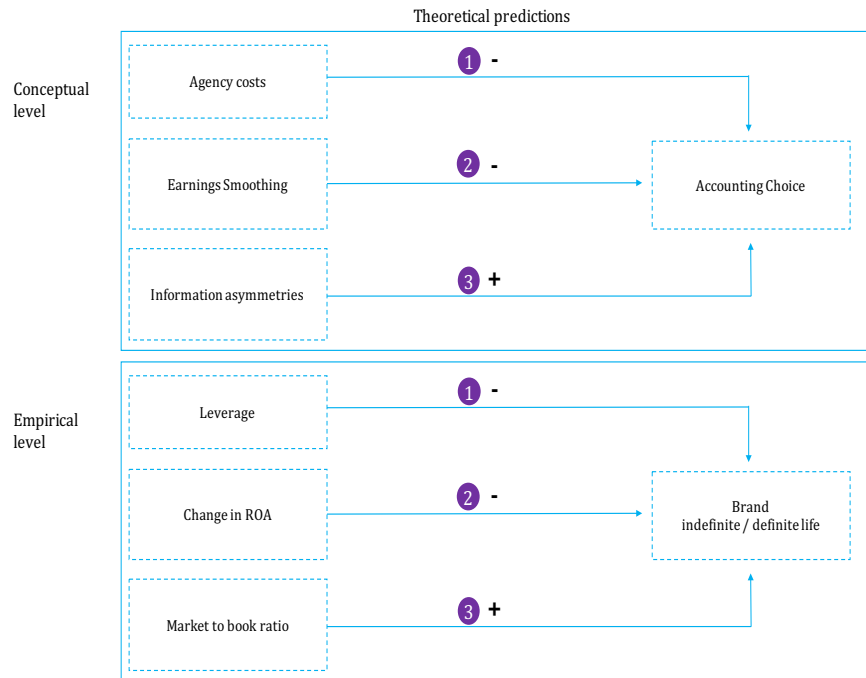 Theoretical predictions
Conceptual
level
1 -
Agency costs
2 -
Earnings Smoothing
Accounting Choice
3 +
Information asymmetries
Empirical
level
1 -
Leverage
2 -
Change in ROA
Brand
indefinite / definite life
3 +
Market to book ratio